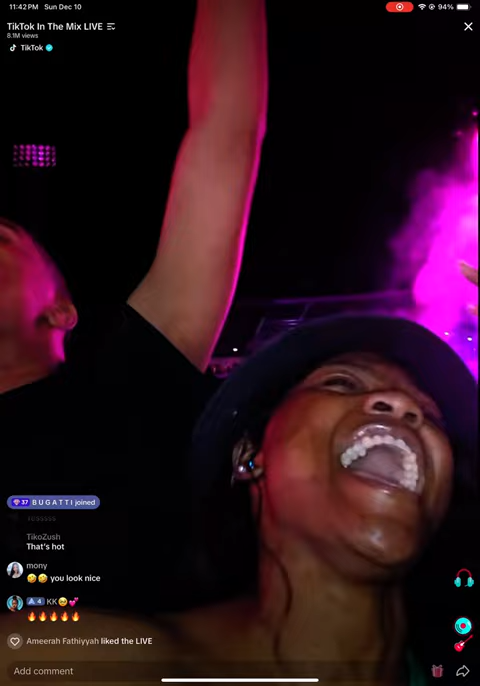 11:42 PM Sun Dec 10
94%
TikTok In The Mix LIVE
8.1M views
TikTok
37 B U G A T T I joined
TikoZush
That's hot
mony
🤣🤣 you look nice
4 KK🥹💕
🔥🔥🔥🔥🔥
Ameerah Fathiyyah liked the LIVE
Add comment